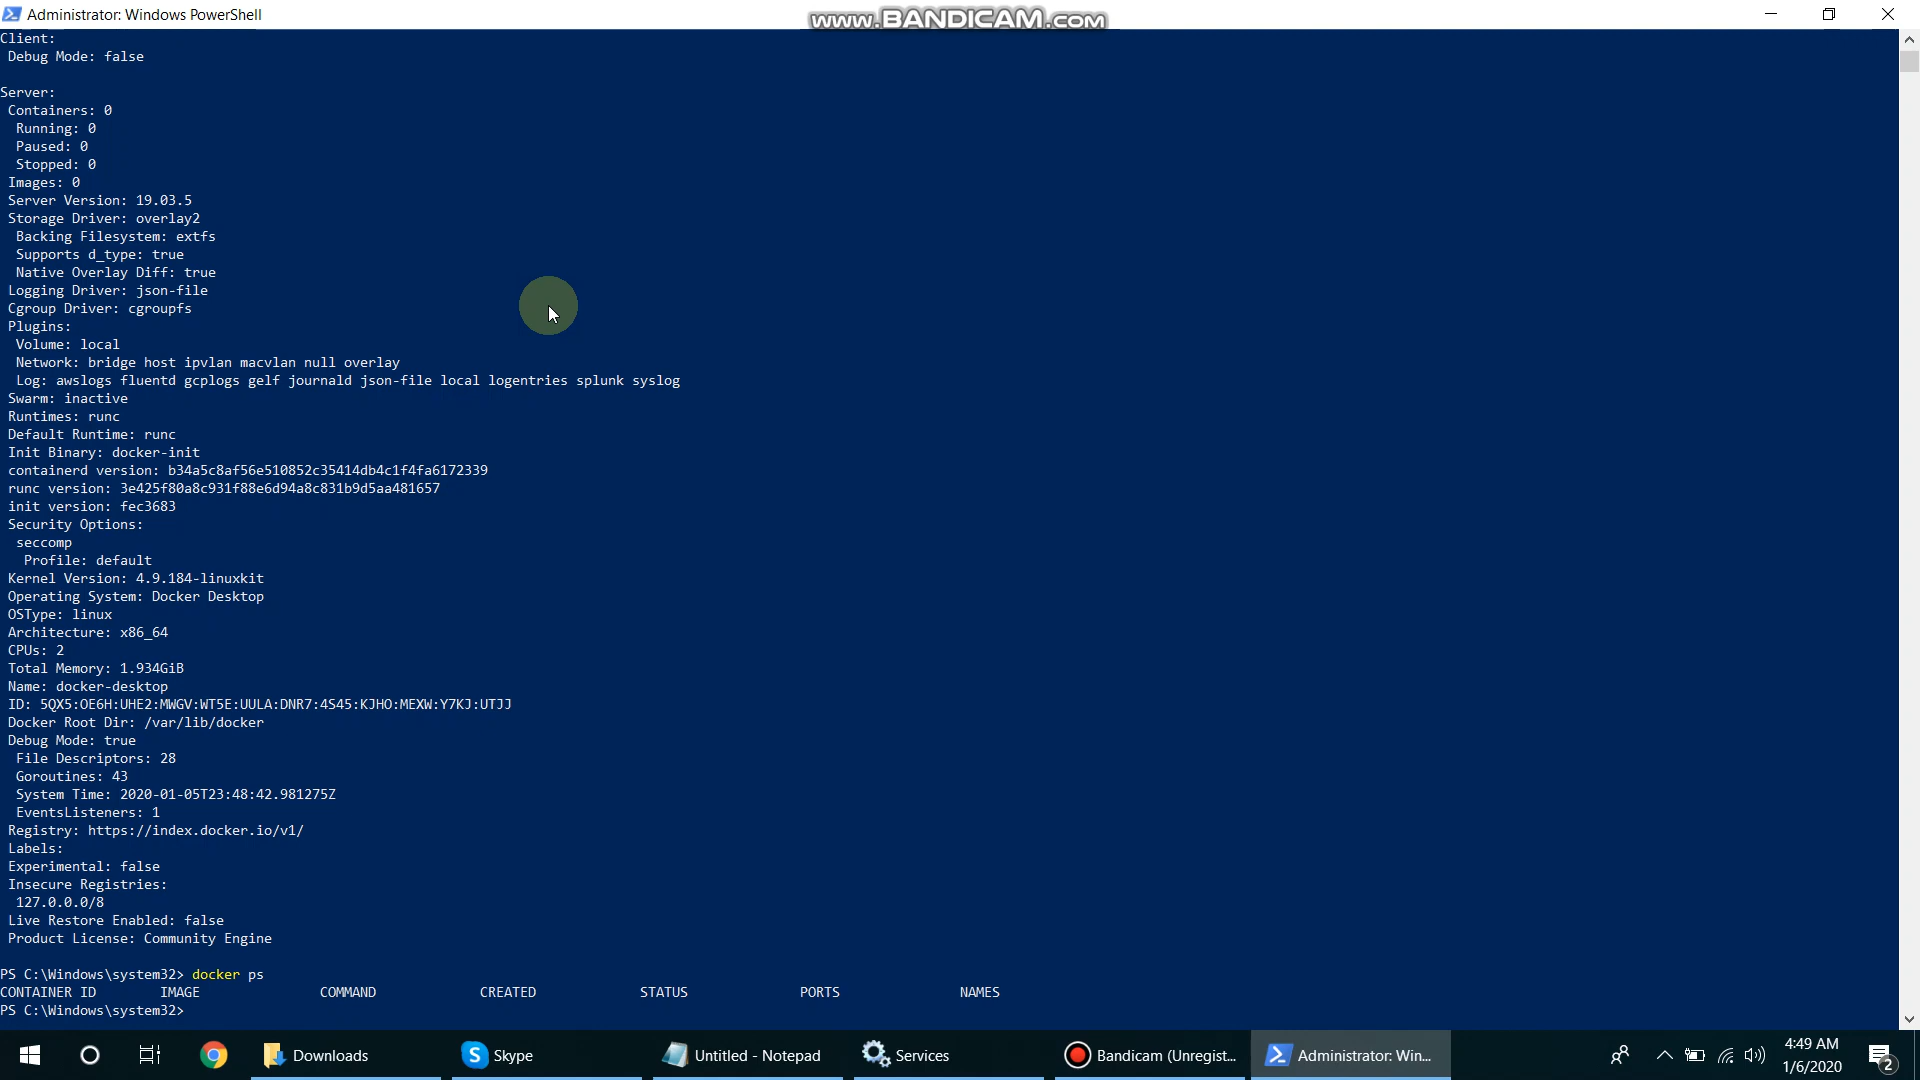 Administrator: Windows PowerShell
www.BANDICAM.com
Client:
Debug Mode: false
Server:
Containers: 0
Running: 0
Paused: 0
Stopped: 0
Images: 0
Server Version: 19.03.5
Storage Driver: overlay2
Backing Filesystem: extfs
Supports d_type: true
Native Overlay Diff: true
Logging Driver: json-file
Cgroup Driver: cgroupfs
Plugins:
Volume: local
Network: bridge host ipvlan macvlan null overlay
Log: awslogs fluentd gcplogs gelf journald json-file local logentries splunk syslog
Swarm: inactive
Runtimes: runc
Default Runtime: runc
Init Binary: docker-init
containerd version: b34a5c8af56e510852c35414db4c1f4fa6172339
runc version: 3e425f80a8c931f88e6d94a8c831b9d5aa481657
init version: fec3683
Security Options:
seccomp
Profile: default
Kernel Version: 4.9.184-linuxkit
Operating System: Docker Desktop
OSType: linux
Architecture: x86_64
CPUs: 2
Total Memory: 1.934GiB
Name: docker-desktop
ID: 5QX5:OE6H:UHE2:MWGV:WT5E:UULA:DNR7:4S45:KJHO:MEXW:Y7KJ:UTJJ
Docker Root Dir: /var/lib/docker
Debug Mode: true
File Descriptors: 28
Goroutines: 43
System Time: 2020-01-05T23:48:42.981275Z
EventsListeners: 1
Registry: https://index.docker.io/v1/
Labels:
Experimental: false
Insecure Registries:
127.0.0.0/8
Live Restore Enabled: false
Product License: Community Engine
PS C:\Windows\system32> docker ps
CONTAINER ID IMAGE COMMAND CREATED STATUS PORTS NAMES
PS C:\Windows\system32>
Downloads Skype Untitled - Notepad Services Bandicam (Unregist... Administrator: Win... 4:49 AM
1/6/2020 2